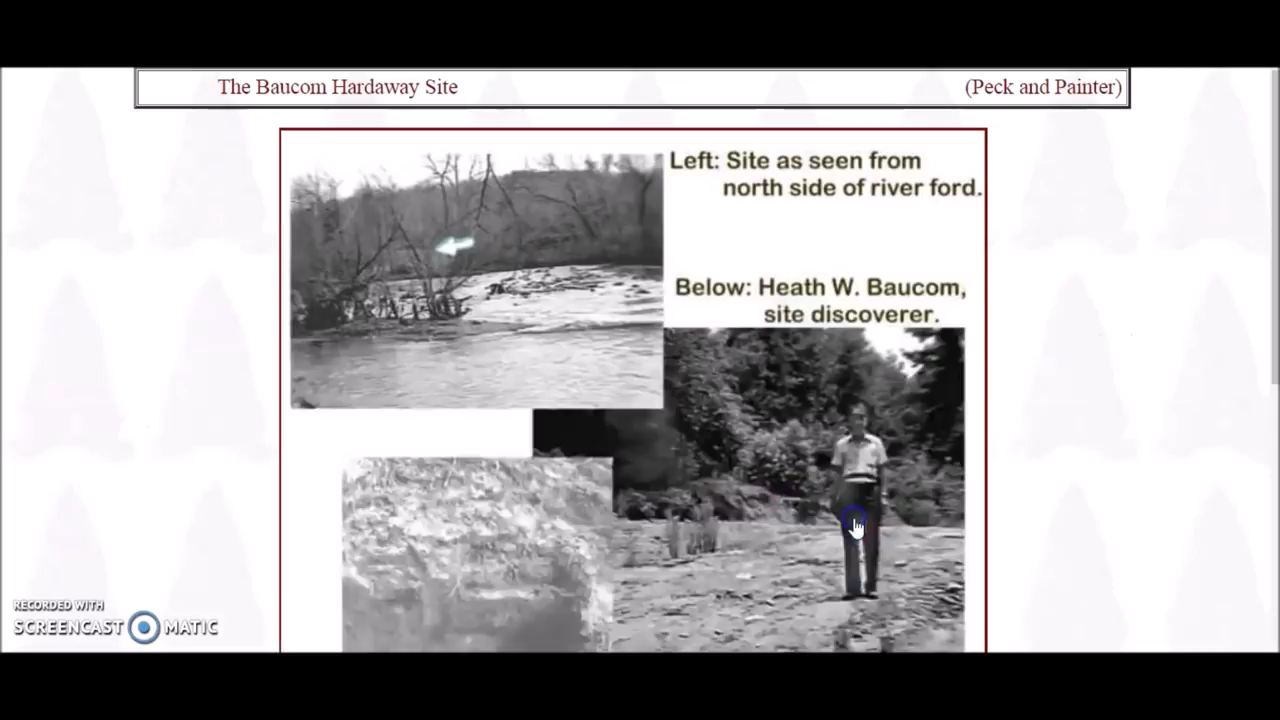 The Baucom Hardaway Site (Peck and Painter)
Left: Site as seen from
north side of river ford.
Below: Heath W. Baucom,
site discoverer.
RECORDED WITH
SCREENCAST MATIC